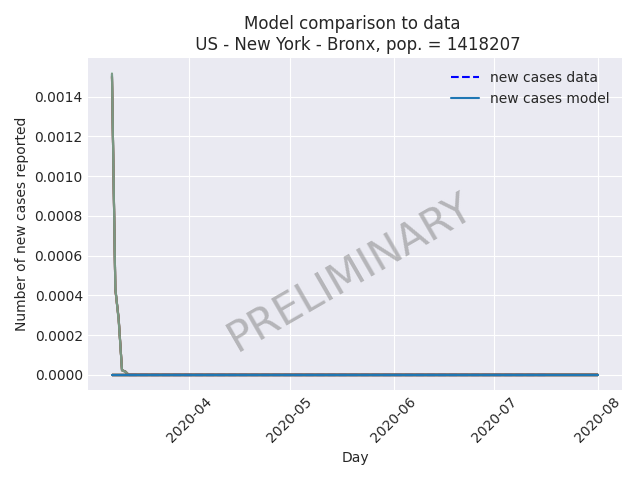 Model comparison to data
US - New York - Bronx, pop. = 1418207
new cases data
new cases model
0.0014
0.0012
0.0010
0.0008
0.0006
0.0004
0.0002
0.0000
Number of new cases reported
PRELIMINARY
2020-04
2020-05
2020-06
2020-07
2020-08
Day